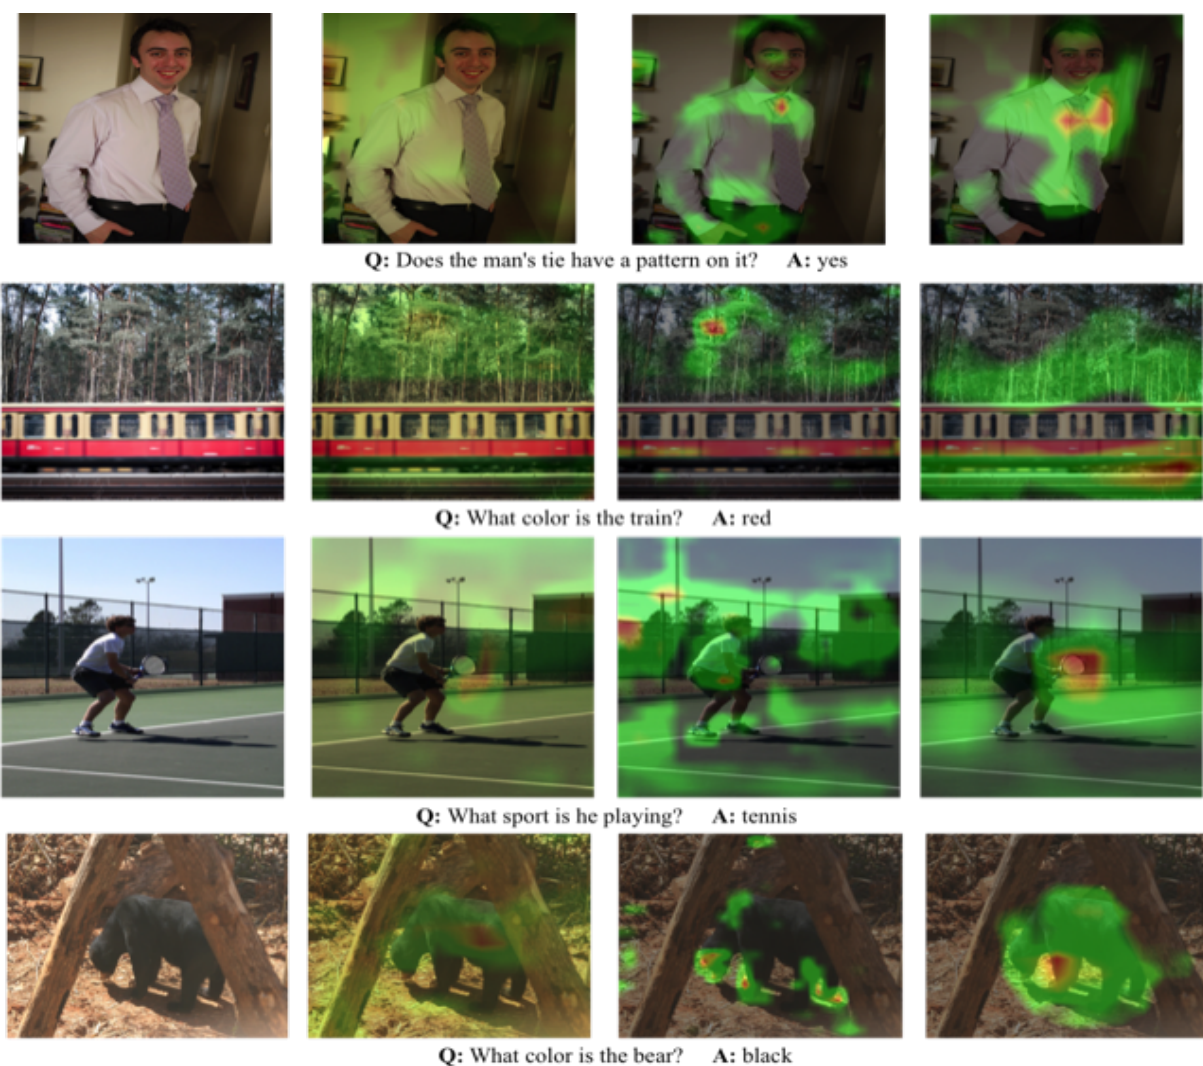 Q: Does the man's tie have a pattern on it? A: yes
Q: What color is the train? A: red
Q: What sport is he playing? A: tennis
Q: What color is the bear? A: black